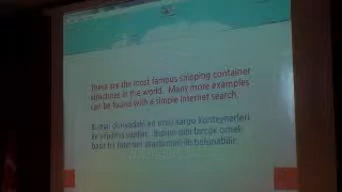 These are the most famous shipping container
structures in the world. Many more examples
can be found with a simple Internet search.
Bunlar dünyadaki en ünlü kargo konteynerleri
ile yapılmış yapılar. Bunun gibi birçok örnek
basit bir Internet araması ile bulunabilir.